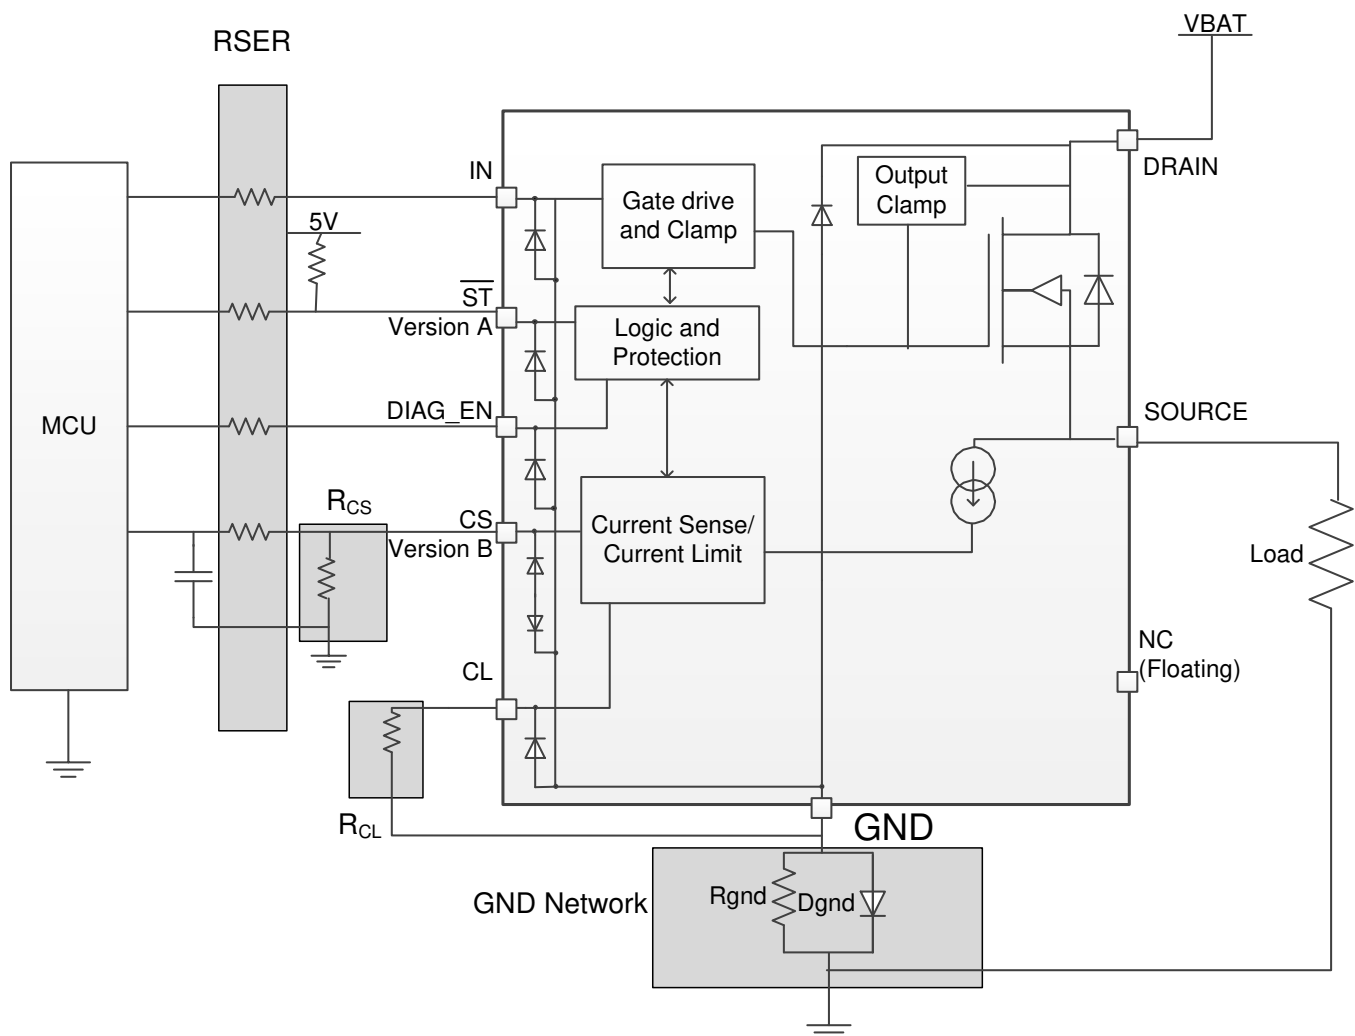 VBAT
RSER
IN
DRAIN
Gate drive
and Clamp
Output
Clamp
5V
ST
Version A
Logic and
Protection
MCU
DIAG_EN
SOURCE
RCS
CS
Version B
Current Sense/
Current Limit
Load
NC
(Floating)
CL
RCL
GND
GND Network
Rgnd
Dgnd